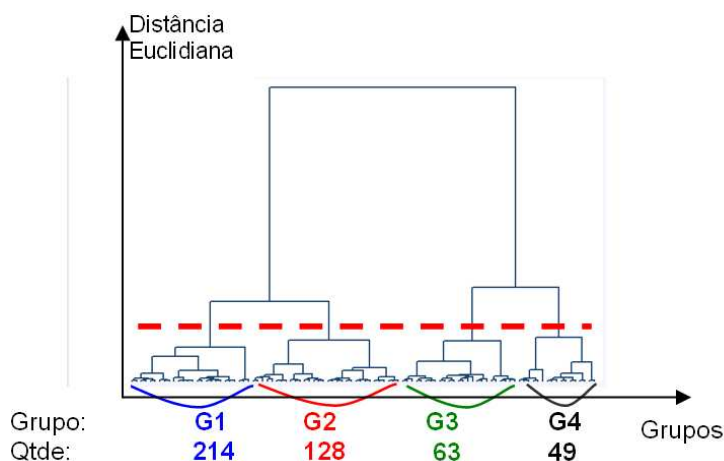 Distância
Euclidiana
Grupo: G1 G2 G3 G4 Grupos
Qtde: 214 128 63 49